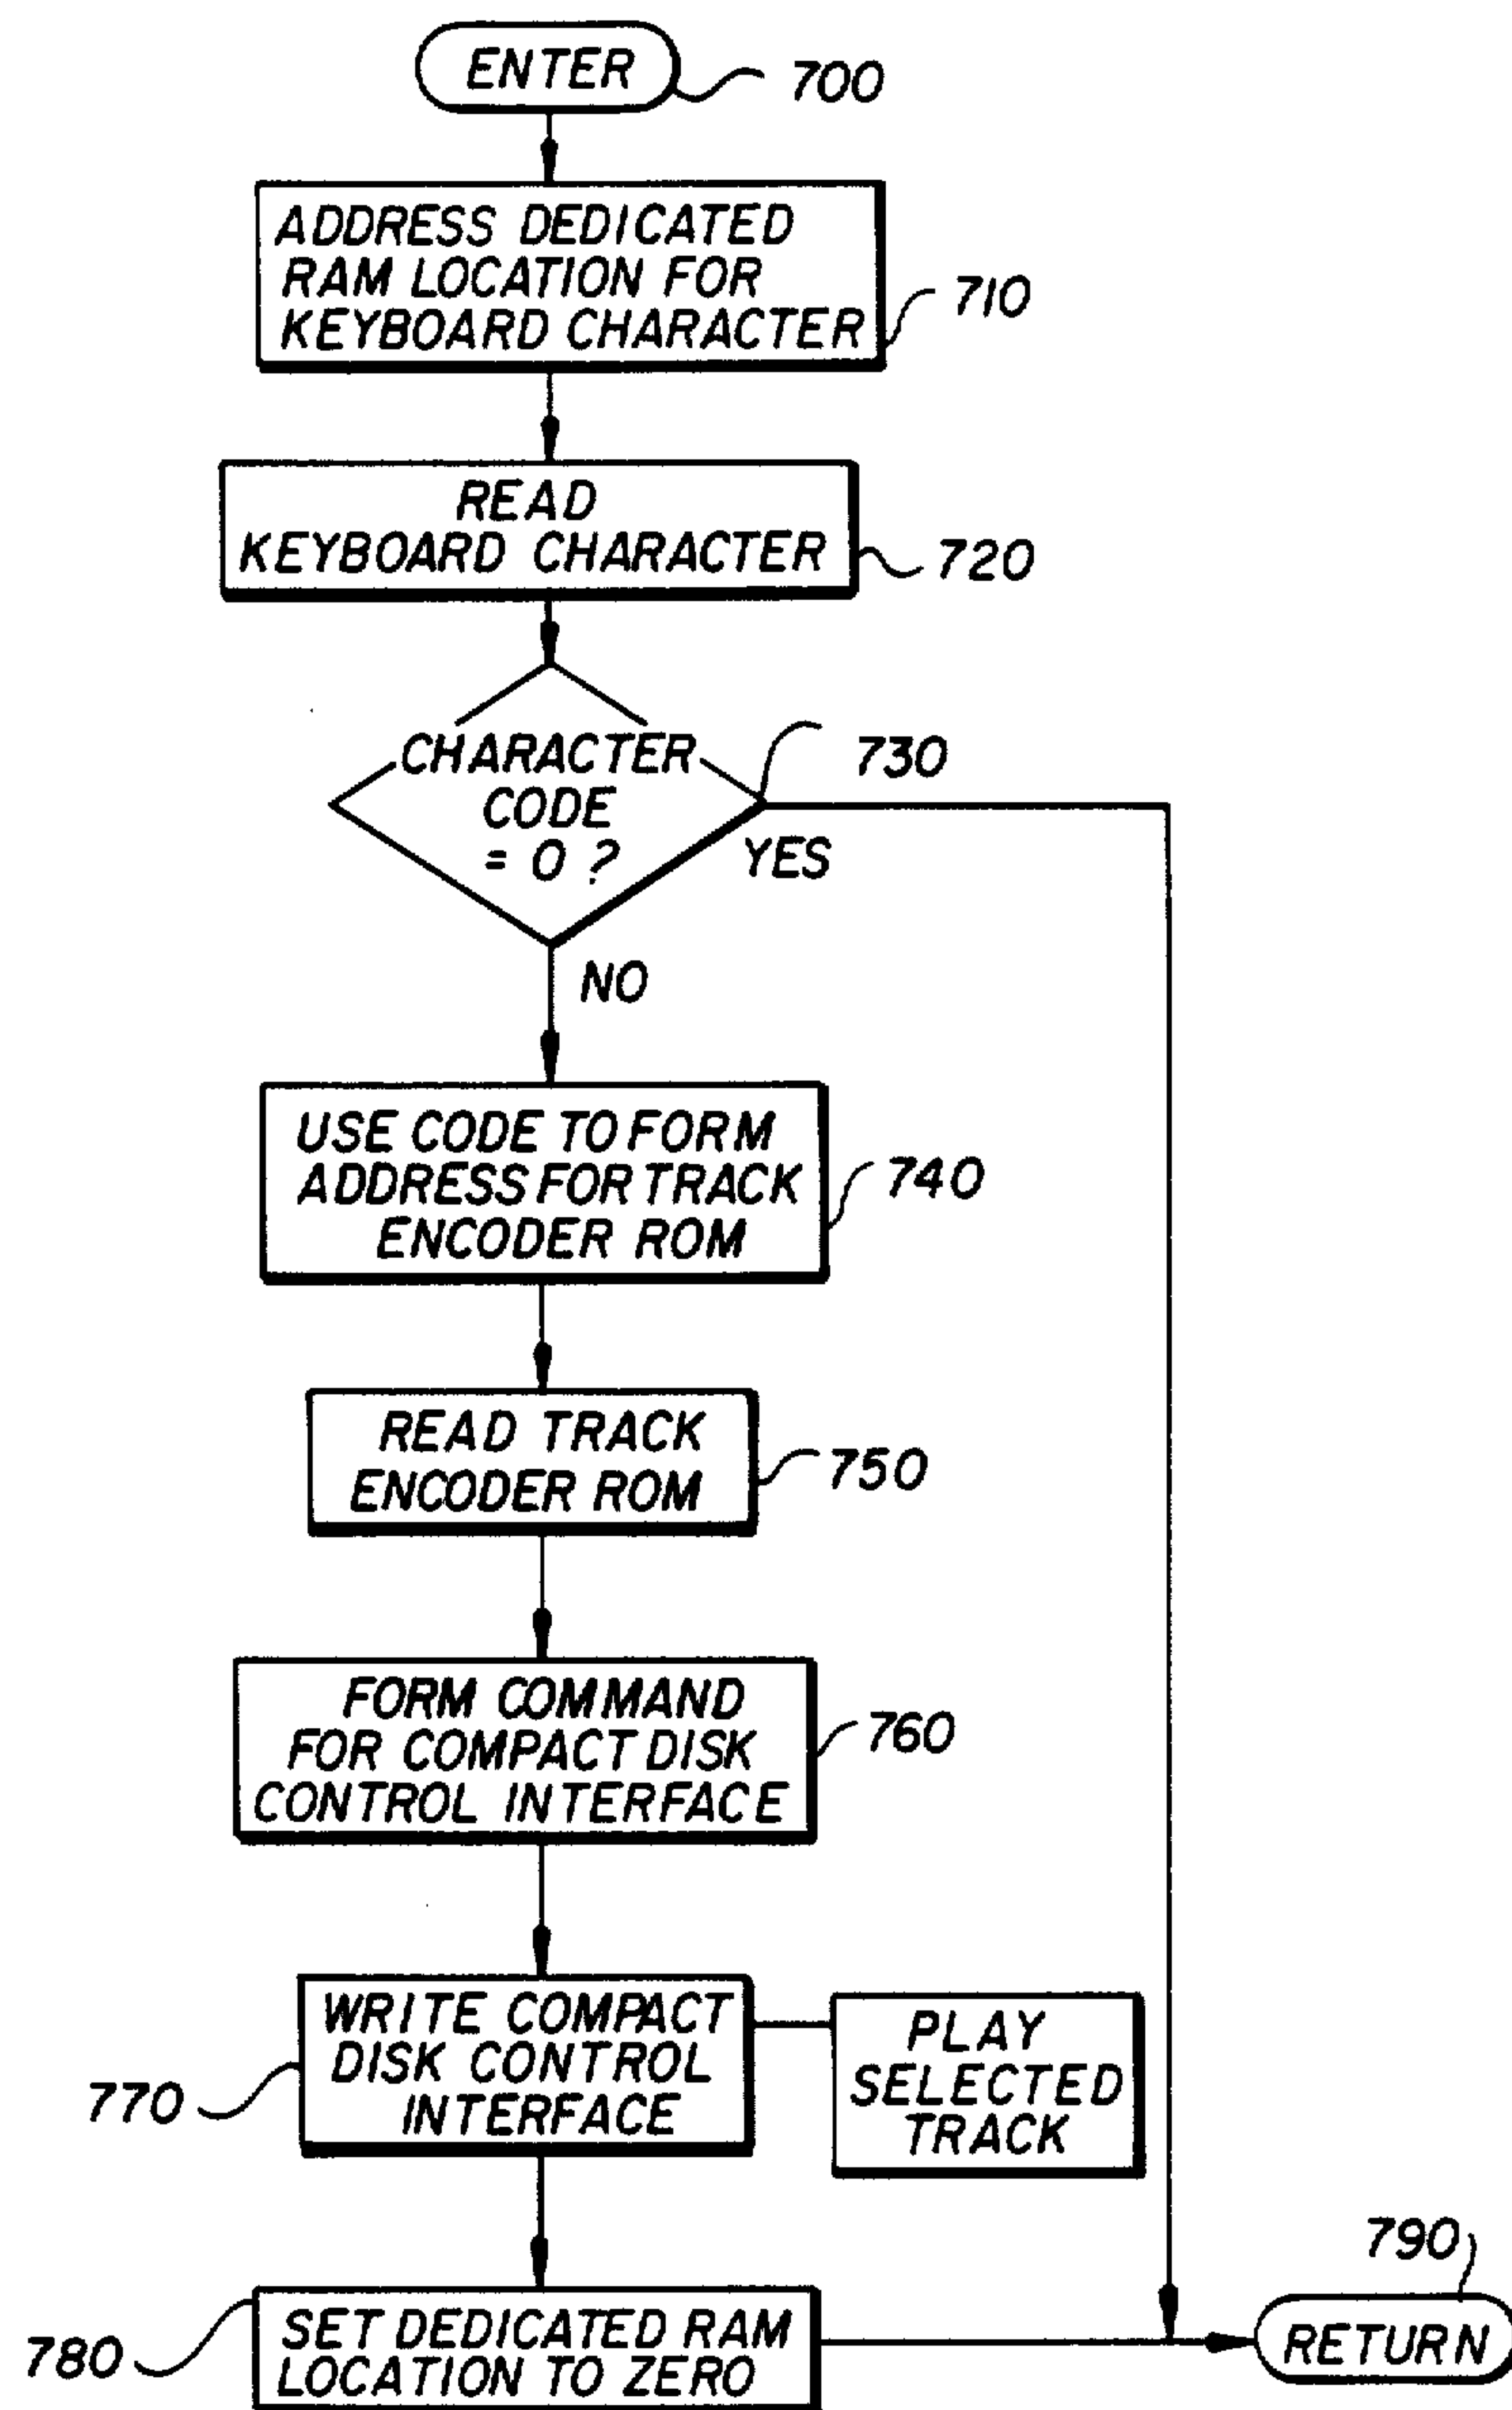 ENTER
700
ADDRESS DEDICATED
RAM LOCATION FOR
KEYBOARD CHARACTER
710
READ
KEYBOARD CHARACTER
720
CHARACTER
CODE
= 0 ?
730
YES
NO
USE CODE TO FORM
ADDRESS FOR TRACK
ENCODER ROM
740
READ TRACK
ENCODER ROM
750
FORM COMMAND
FOR COMPACT DISK
CONTROL INTERFACE
760
WRITE COMPACT
DISK CONTROL
INTERFACE
770
PLAY
SELECTED
TRACK
SET DEDICATED RAM
LOCATION TO ZERO
780
790
RETURN